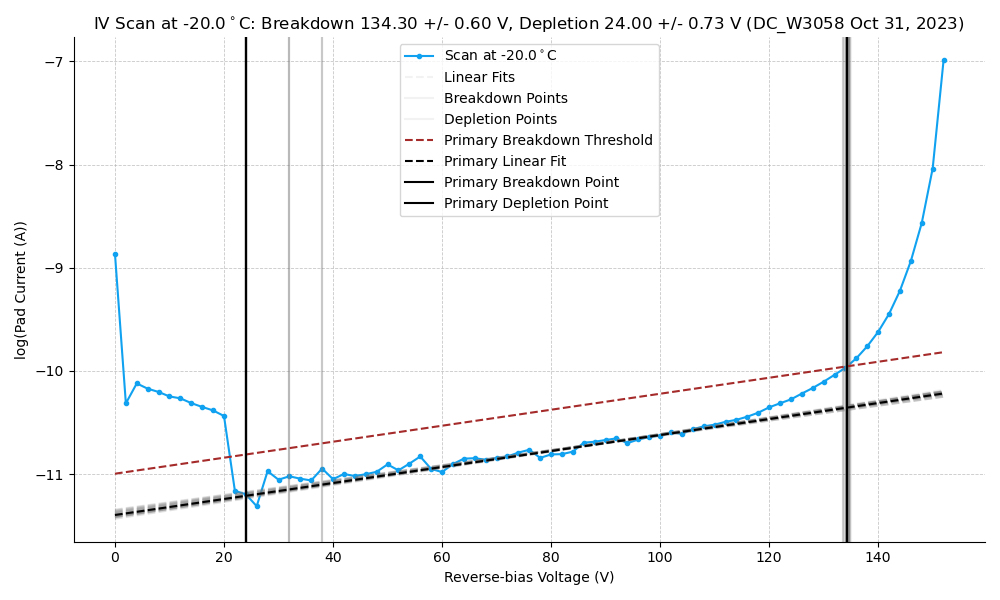 IV Scan at -20.0°C: Breakdown 134.30 +/- 0.60 V, Depletion 24.00 +/- 0.73 V (DC_W3058 Oct 31, 2023)
Scan at -20.0°C
Linear Fits
Breakdown Points
Depletion Points
Primary Breakdown Threshold
Primary Linear Fit
Primary Breakdown Point
Primary Depletion Point
log(Pad Current (A))
−7
−8
−9
−10
−11
0 20 40 60 80 100 120 140
Reverse-bias Voltage (V)